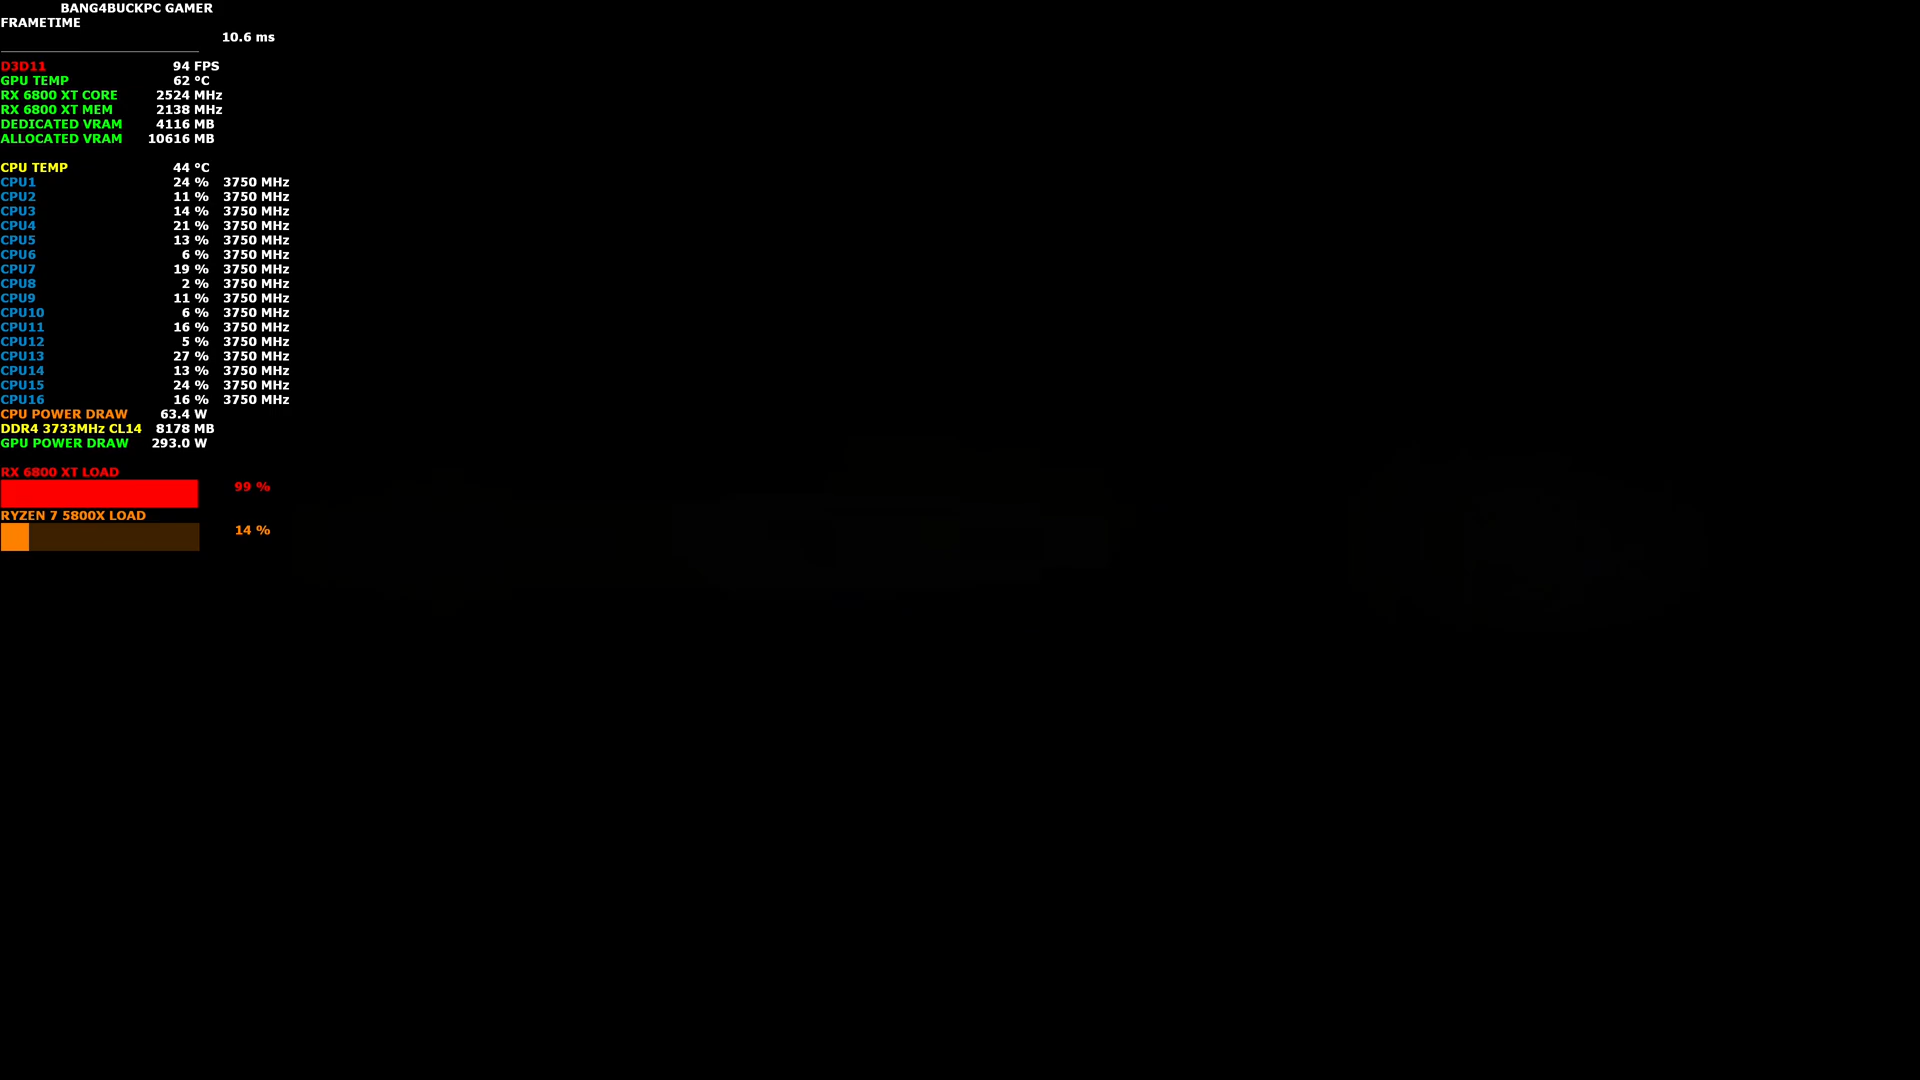 BANG4BUCKPC GAMER
FRAMETIME
10.6 ms
D3D11 94 FPS
GPU TEMP 62 °C
RX 6800 XT CORE 2524 MHz
RX 6800 XT MEM 2138 MHz
DEDICATED VRAM 4116 MB
ALLOCATED VRAM 10616 MB
CPU TEMP 44 °C
CPU1 24 % 3750 MHz
CPU2 11 % 3750 MHz
CPU3 14 % 3750 MHz
CPU4 21 % 3750 MHz
CPU5 13 % 3750 MHz
CPU6 6 % 3750 MHz
CPU7 19 % 3750 MHz
CPU8 2 % 3750 MHz
CPU9 11 % 3750 MHz
CPU10 6 % 3750 MHz
CPU11 16 % 3750 MHz
CPU12 5 % 3750 MHz
CPU13 27 % 3750 MHz
CPU14 13 % 3750 MHz
CPU15 24 % 3750 MHz
CPU16 16 % 3750 MHz
CPU POWER DRAW 63.4 W
DDR4 3733MHz CL14 8178 MB
GPU POWER DRAW 293.0 W
RX 6800 XT LOAD
99 %
RYZEN 7 5800X LOAD
14 %